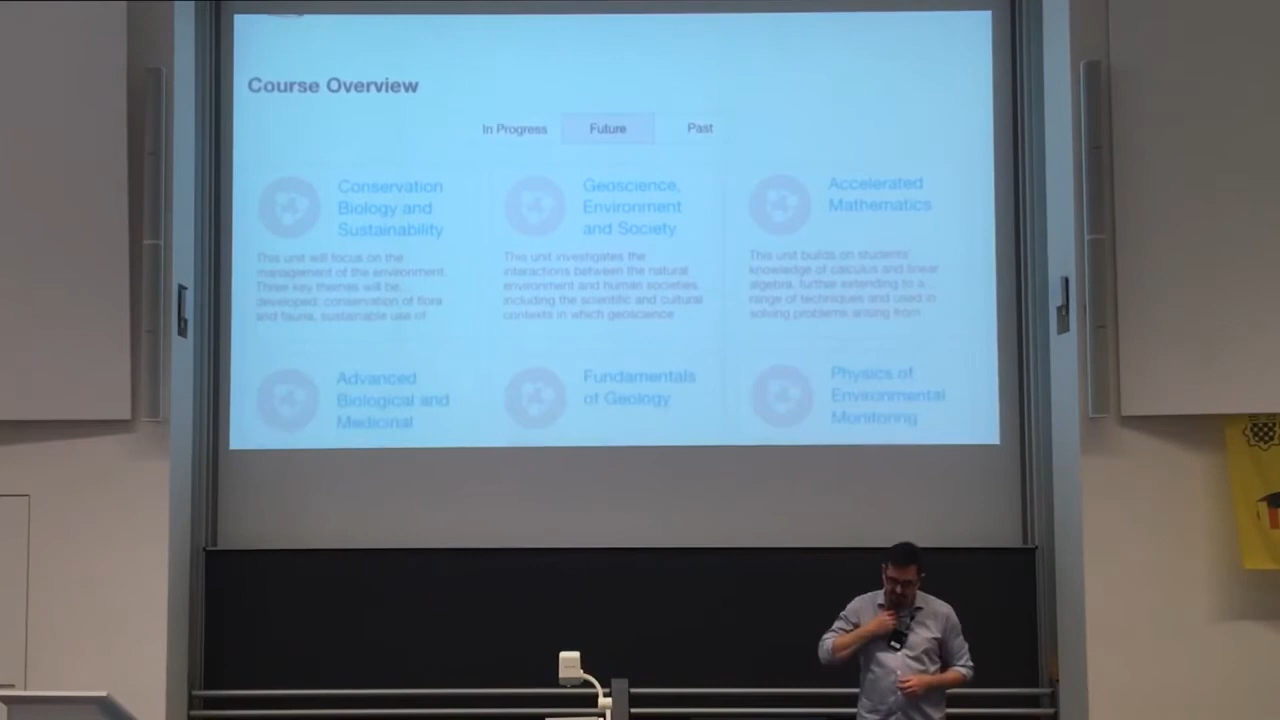 Course Overview
In Progress
Future
Past
Conservation
Biology and
Sustainability
This unit will focus on the
management of the environment.
Three key themes will be
developed: conservation of flora
and fauna, sustainable use of
Geoscience,
Environment
and Society
This unit investigates the
interactions between the natural
environment and human societies,
including the scientific and cultural
contexts in which geoscience
Accelerated
Mathematics
This unit builds on students'
knowledge of calculus and linear
algebra, further extending to a
range of techniques and used in
solving problems arising from
Advanced
Biological and
Medicinal
Fundamentals
of Geology
Physics of
Environmental
Monitoring